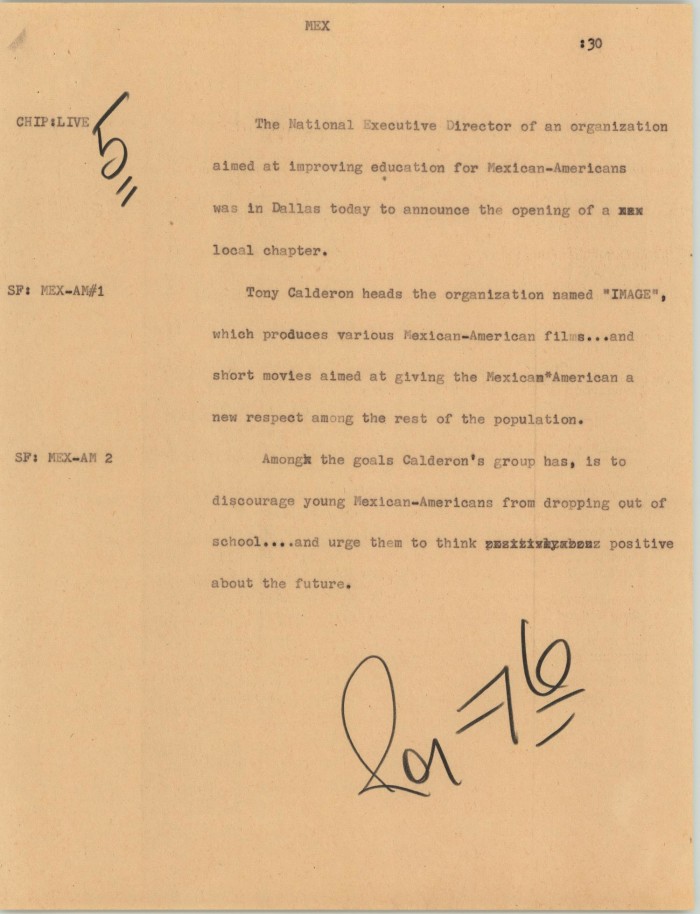 MEX
:30
CHIP:LIVE
5
The National Executive Director of an organization
aimed at improving education for Mexican-Americans
was in Dallas today to announce the opening of a xxx
local chapter.
SF: MEX-AM#1
Tony Calderon heads the organization named "IMAGE",
which produces various Mexican-American films...and
short movies aimed at giving the Mexican"American a
new respect among the rest of the population.
SF: MEX-AM 2
Among the goals Calderon's group has, is to
discourage young Mexican-Americans from dropping out of
school....and urge them to think positive
about the future.
76